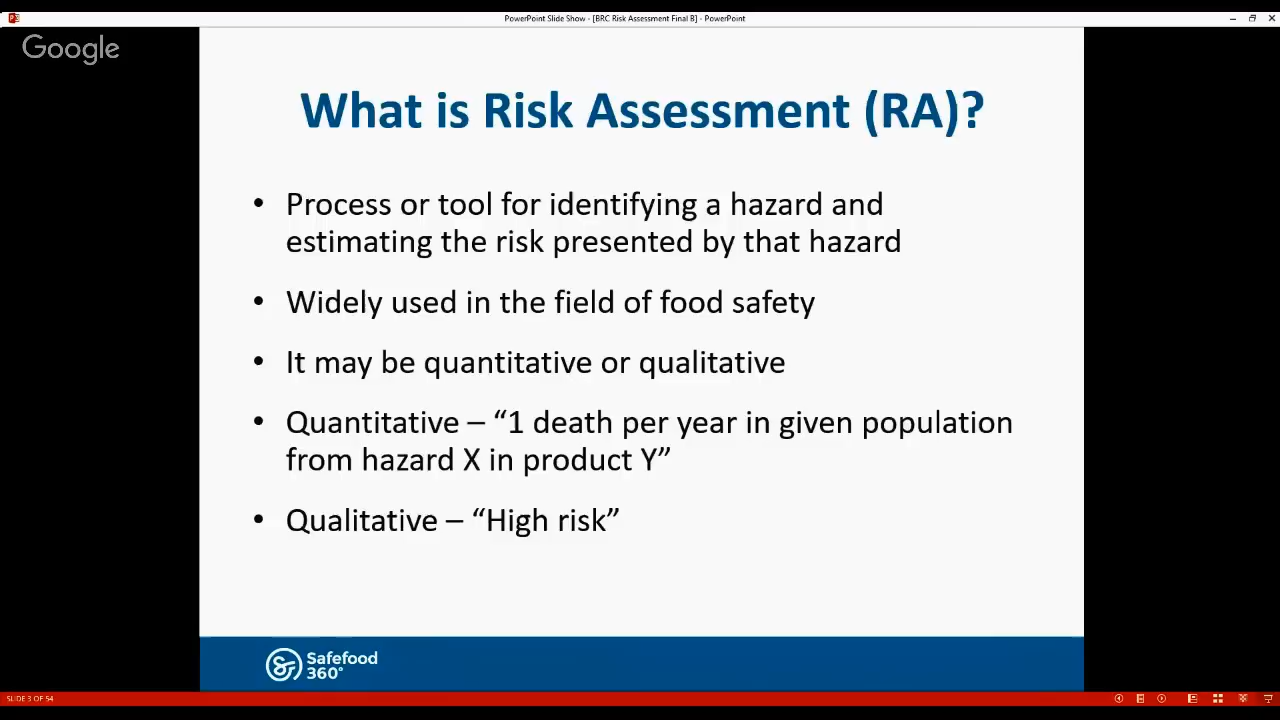 PowerPoint Slide Show - [BRC Risk Assessment Final B] - PowerPoint
Google
What is Risk Assessment (RA)?
• Process or tool for identifying a hazard and
estimating the risk presented by that hazard
• Widely used in the field of food safety
• It may be quantitative or qualitative
• Quantitative – “1 death per year in given population
from hazard X in product Y”
• Qualitative – “High risk”
Safefood
360°
SLIDE 3 OF 54